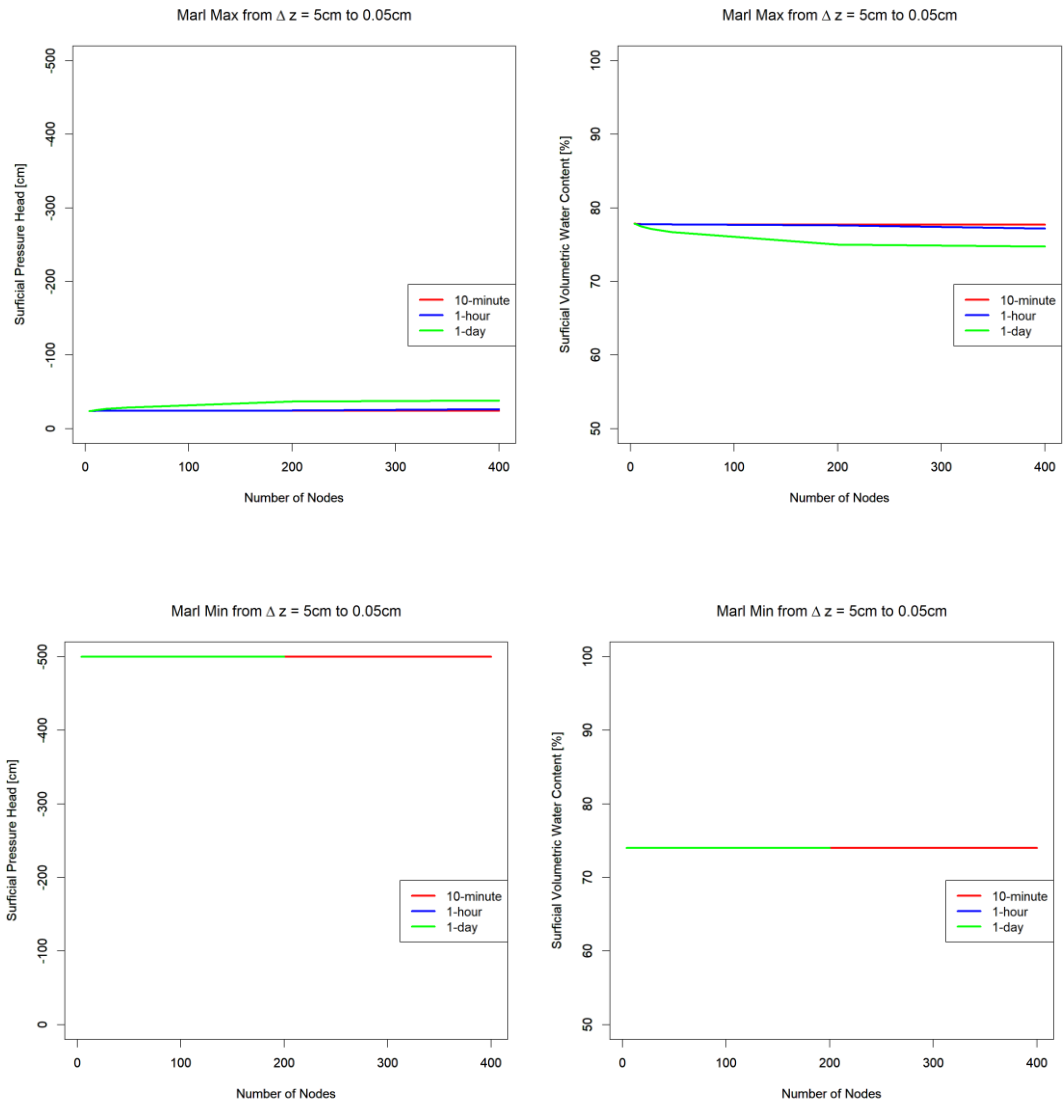 Marl Max from Δ z = 5cm to 0.05cm
Surficial Pressure Head [cm]
-500
-400
-300
-200
-100
0
10-minute
1-hour
1-day
0 100 200 300 400
Number of Nodes
Marl Max from Δ z = 5cm to 0.05cm
Surficial Volumetric Water Content [%]
100
90
80
70
60
50
10-minute
1-hour
1-day
0 100 200 300 400
Number of Nodes
Marl Min from Δ z = 5cm to 0.05cm
Surficial Pressure Head [cm]
-500
-400
-300
-200
-100
0
10-minute
1-hour
1-day
0 100 200 300 400
Number of Nodes
Marl Min from Δ z = 5cm to 0.05cm
Surficial Volumetric Water Content [%]
100
90
80
70
60
50
10-minute
1-hour
1-day
0 100 200 300 400
Number of Nodes